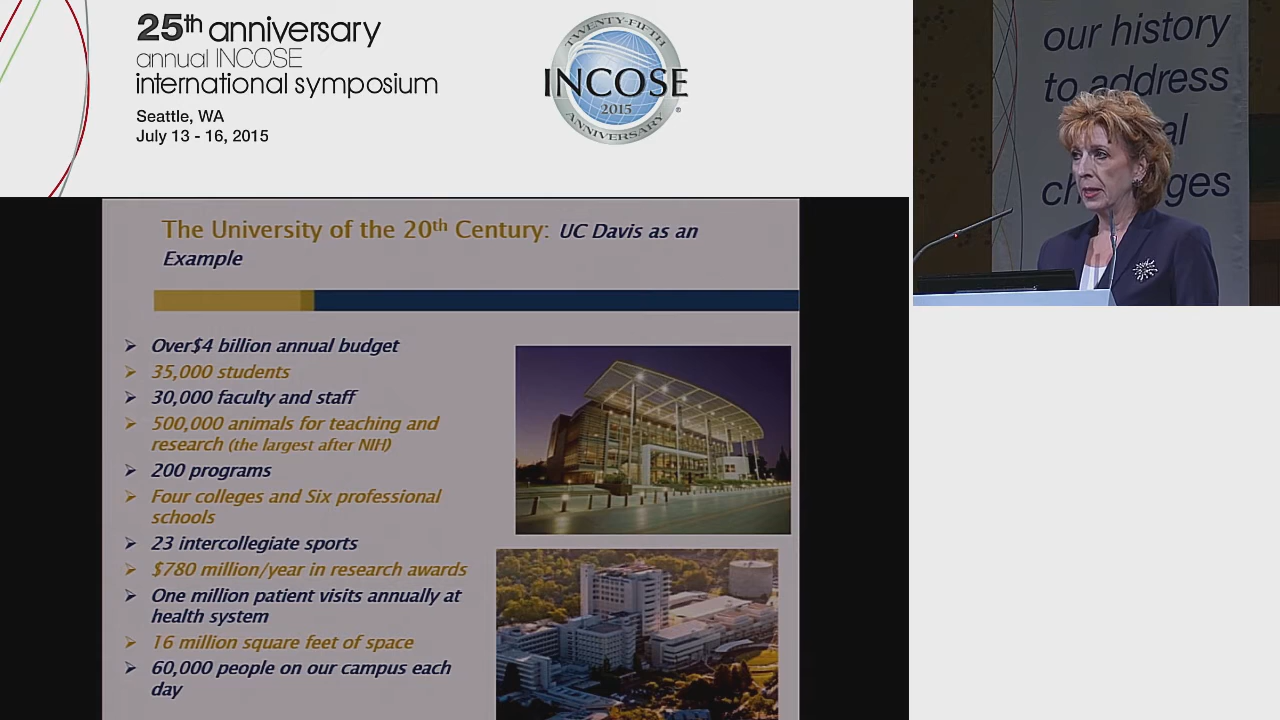 25th anniversary
annual INCOSE
international symposium
Seattle, WA
July 13 - 16, 2015
TWENTY-FIFTH
INCOSE
2015
ANNIVERSARY
our history
to address
al
ch ges
The University of the 20th Century: UC Davis as an
Example
Over$4 billion annual budget
35,000 students
30,000 faculty and staff
500,000 animals for teaching and
research (the largest after NIH)
200 programs
Four colleges and Six professional
schools
23 intercollegiate sports
$780 million/year in research awards
One million patient visits annually at
health system
16 million square feet of space
60,000 people on our campus each
day